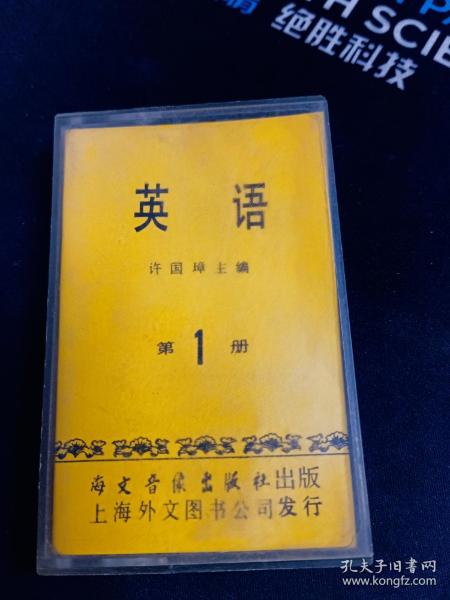 绝胜科技
SCIE
英语
许国璋主编
第1册
海文音像出版社出版
上海外文图书公司发行
孔夫子旧书网
www.kongfz.com